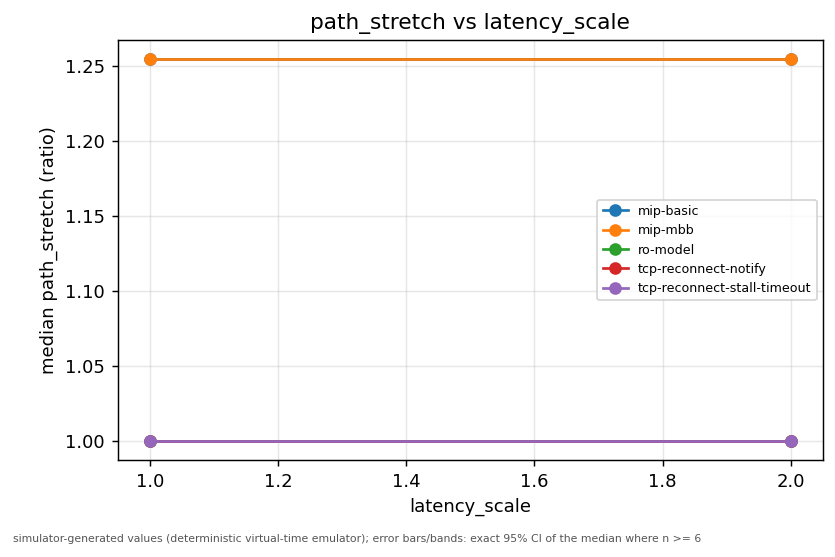 path_stretch vs latency_scale
median path_stretch (ratio)
1.25
1.20
1.15
1.10
1.05
1.00
mip-basic
mip-mbb
ro-model
tcp-reconnect-notify
tcp-reconnect-stall-timeout
1.0 1.2 1.4 1.6 1.8 2.0
latency_scale
simulator-generated values (deterministic virtual-time emulator); error bars/bands: exact 95% CI of the median where n >= 6